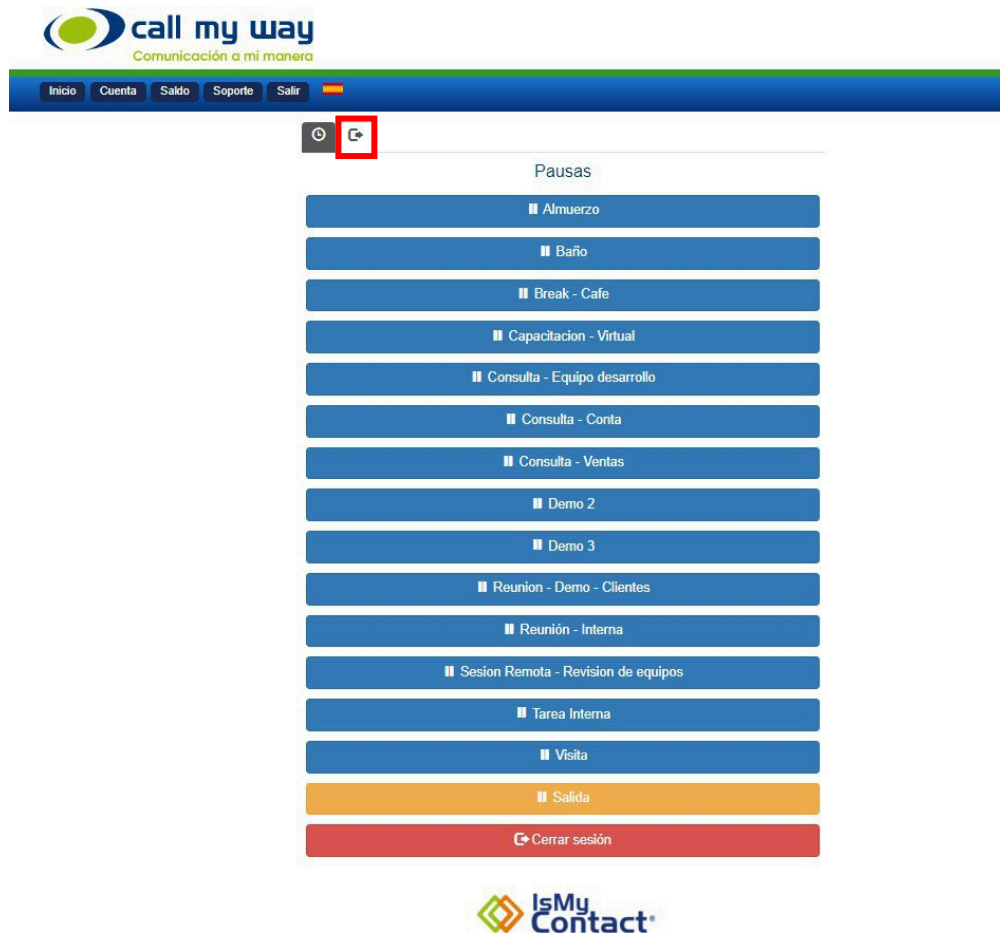 call my way
Comunicación a mi manera
Inicio Cuenta Saldo Soporte Salir
Pausas
Almuerzo
Baño
Break - Cafe
Capacitacion - Virtual
Consulta - Equipo desarrollo
Consulta - Conta
Consulta - Ventas
Demo 2
Demo 3
Reunion - Demo - Clientes
Reunión - Interna
Sesion Remota - Revision de equipos
Tarea Interna
Visita
Salida
Cerrar sesión
IsMy
Contact